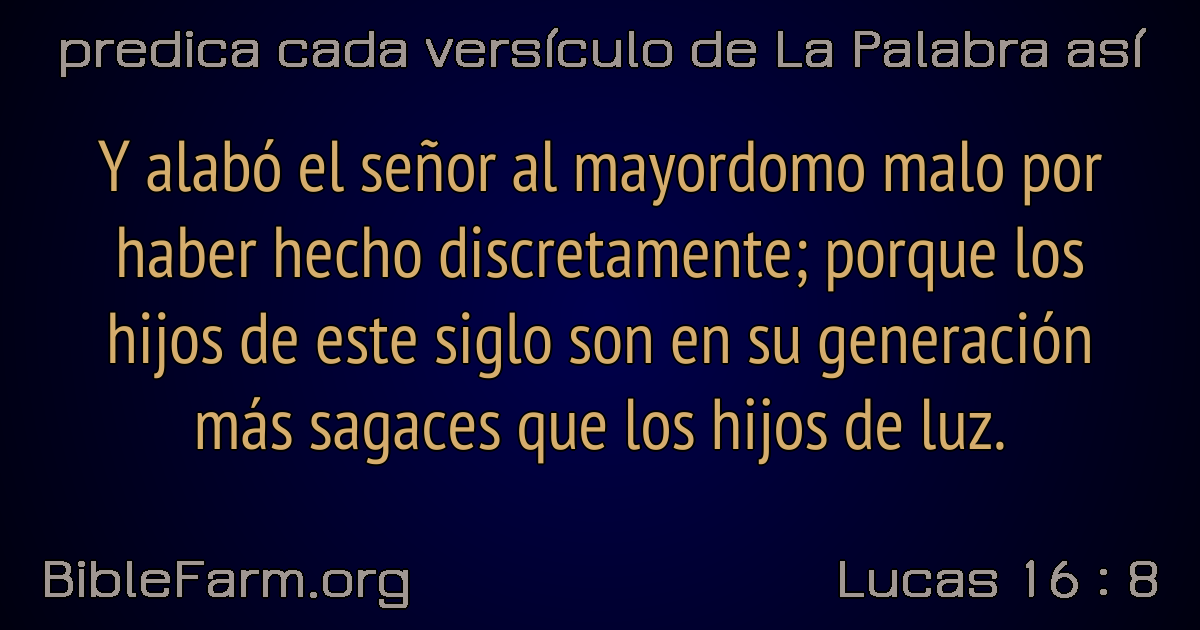 predica cada versículo de La Palabra así
Y alabó el señor al mayordomo malo por
haber hecho discretamente; porque los
hijos de este siglo son en su generación
más sagaces que los hijos de luz.
BibleFarm.org
Lucas 16 : 8